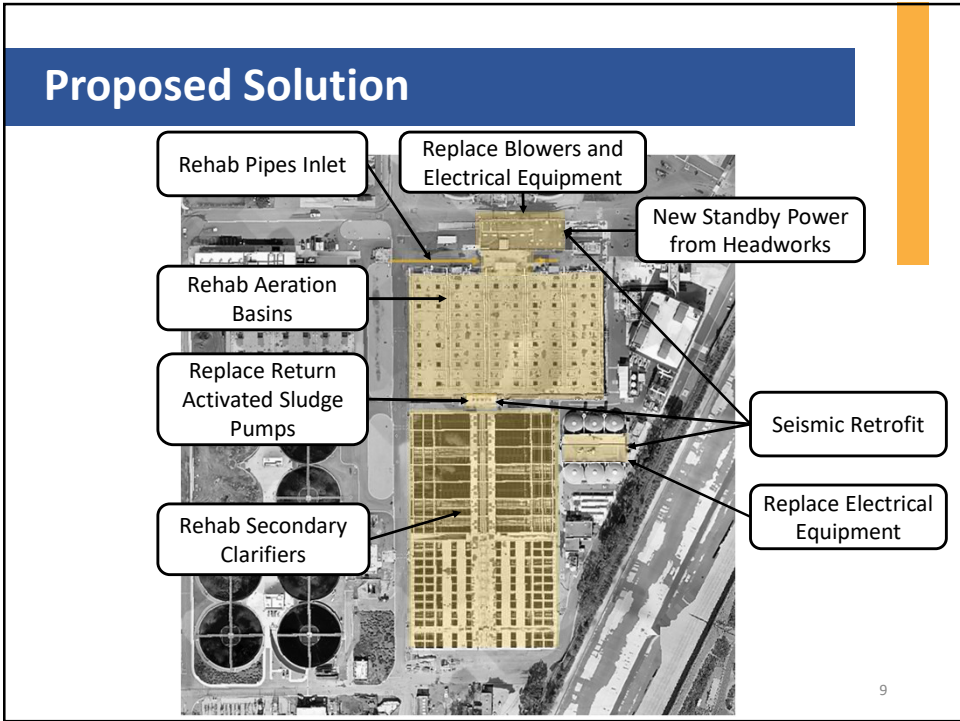 Proposed Solution
Rehab Pipes Inlet
Replace Blowers and
Electrical Equipment
New Standby Power
from Headworks
Rehab Aeration
Basins
Replace Return
Activated Sludge
Pumps
Seismic Retrofit
Rehab Secondary
Clarifiers
Replace Electrical
Equipment
9